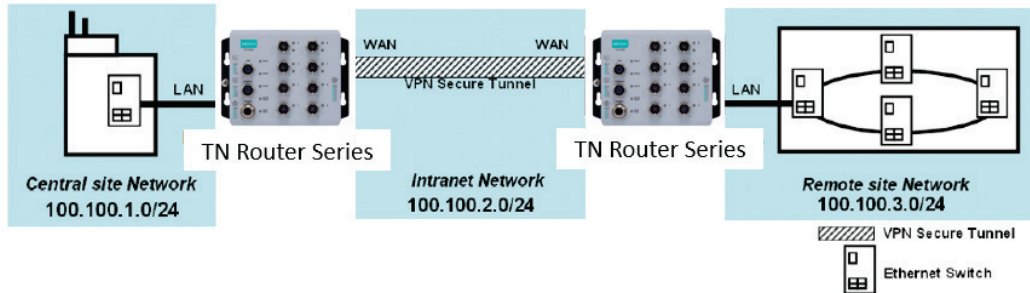 WAN
WAN
LAN
VPN Secure Tunnel
LAN
TN Router Series
TN Router Series
Central site Network
100.100.1.0/24
Intranet Network
100.100.2.0/24
Remote site Network
100.100.3.0/24
VPN Secure Tunnel
Ethernet Switch